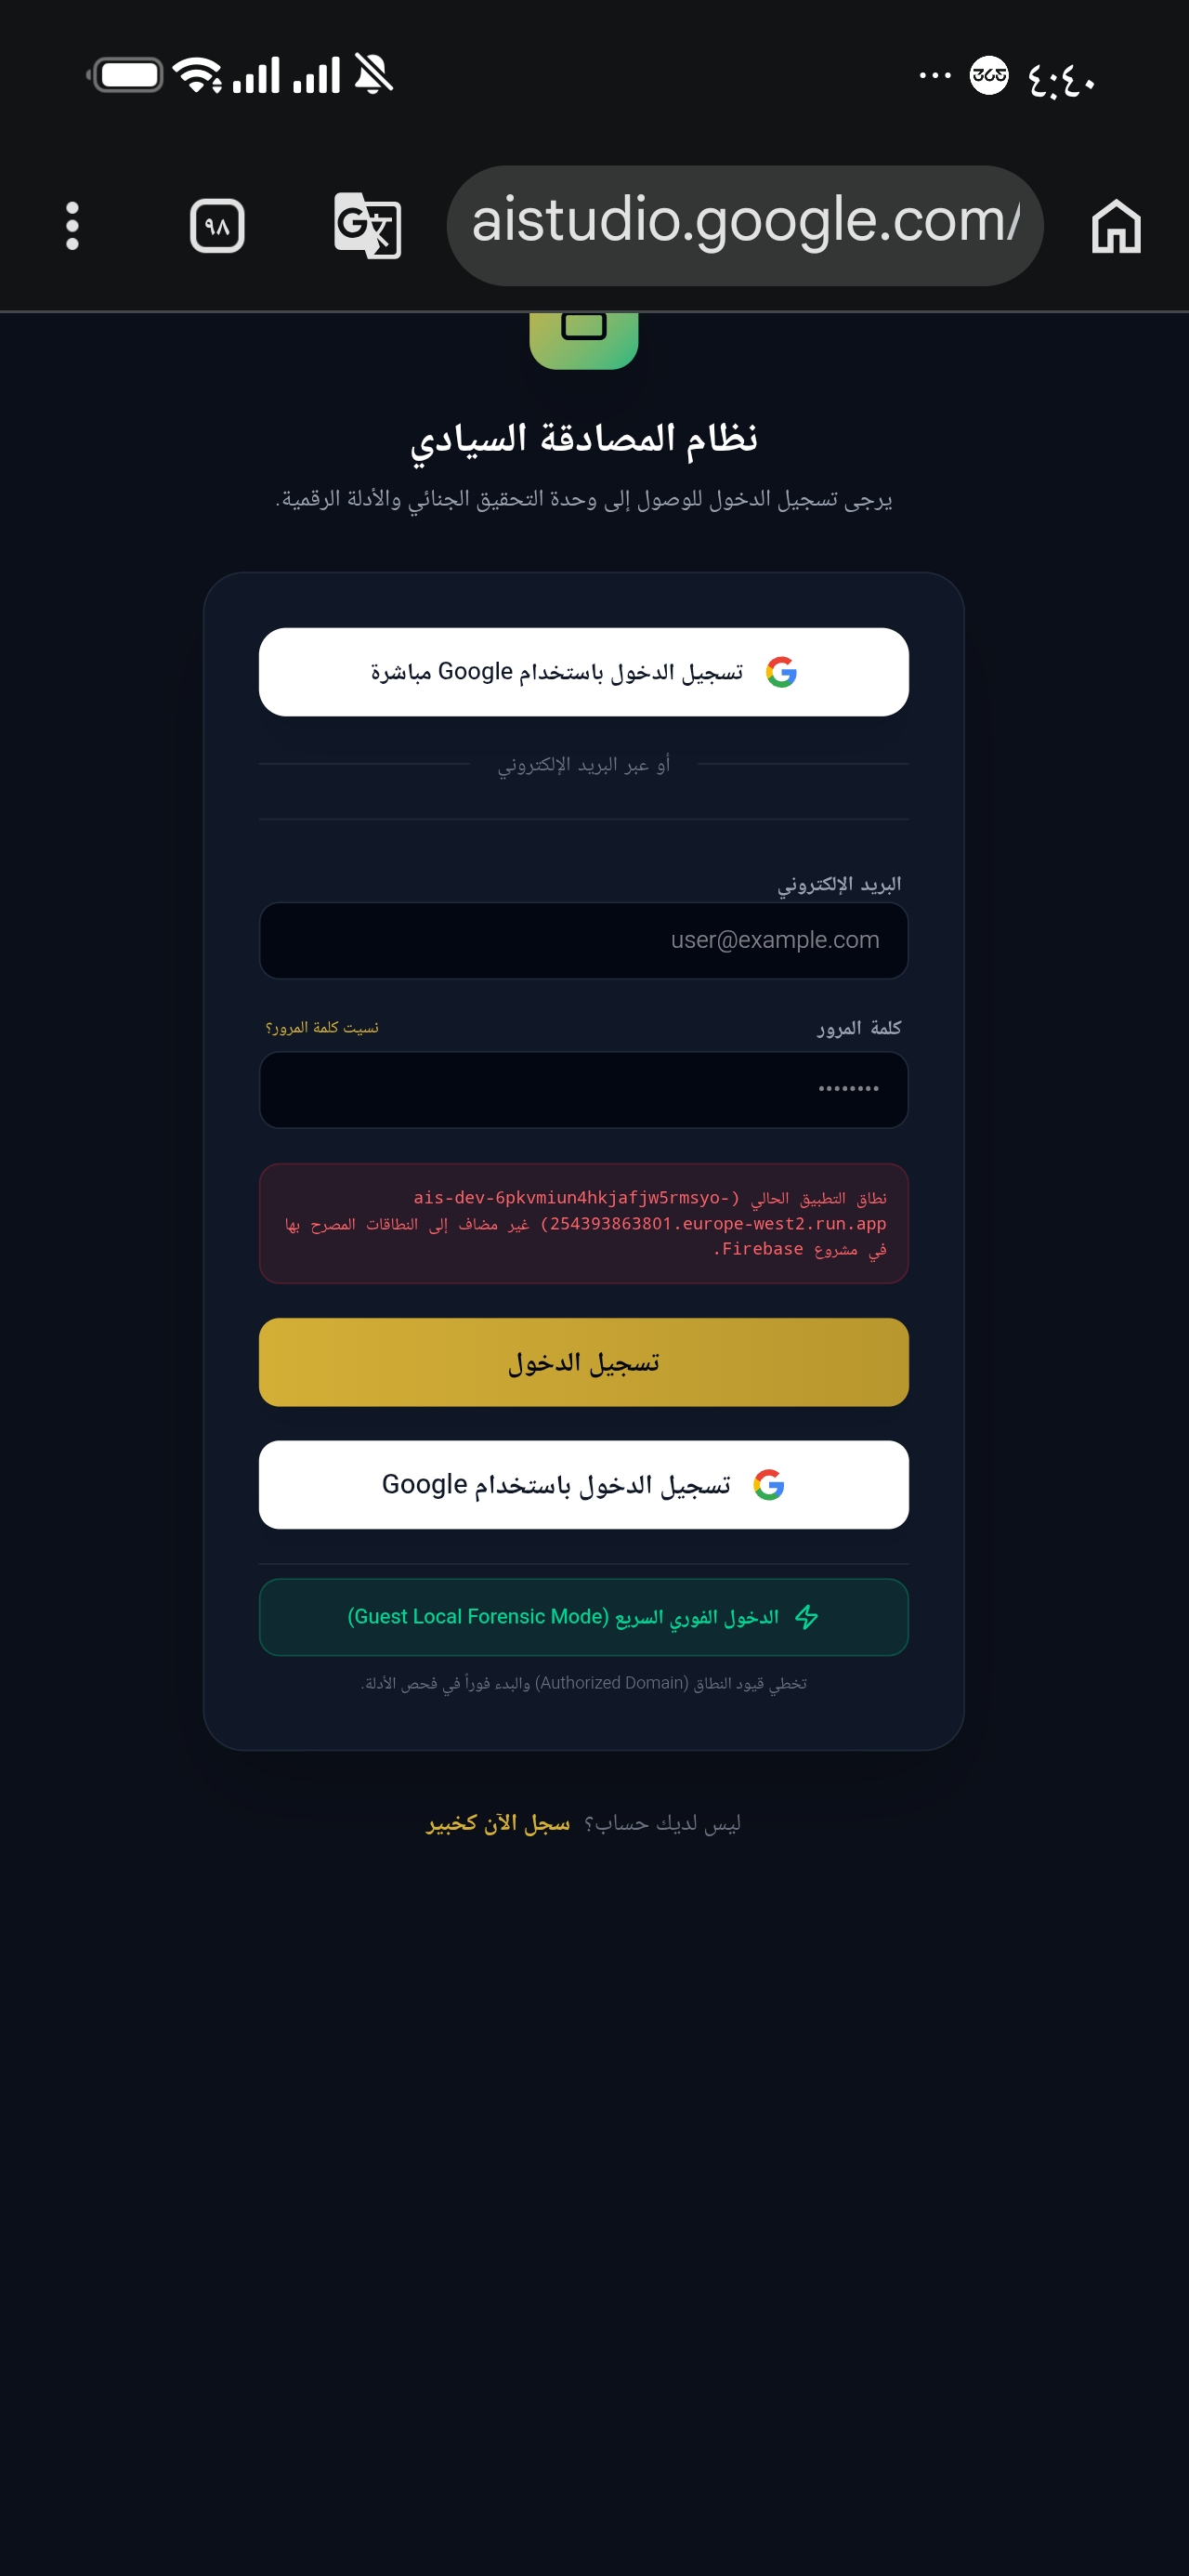 ٤:٤٠
365
...
aistudio.google.com/
٩٨
نظام المصادقة السيادي
يرجى تسجيل الدخول للوصول إلى وحدة التحقيق الجنائي والأدلة الرقمية.
تسجيل الدخول باستخدام Google مباشرة
أو عبر البريد الإلكتروني
البريد الإلكتروني
user@example.com
كلمة المرور
نسيت كلمة المرور؟
••••••••
نطاق التطبيق الحالي (ais-dev-6pkvmiun4hkjafjw5rmsyo-
254393863801.europe-west2.run.app) غير مضاف إلى النطاقات المصرح بها
في مشروع Firebase.
تسجيل الدخول
تسجيل الدخول باستخدام Google
الدخول الفوري السريع (Guest Local Forensic Mode)
تخطي قيود النطاق (Authorized Domain) والبدء فوراً في فحص الأدلة.
ليس لديك حساب؟ سجل الآن كخبير